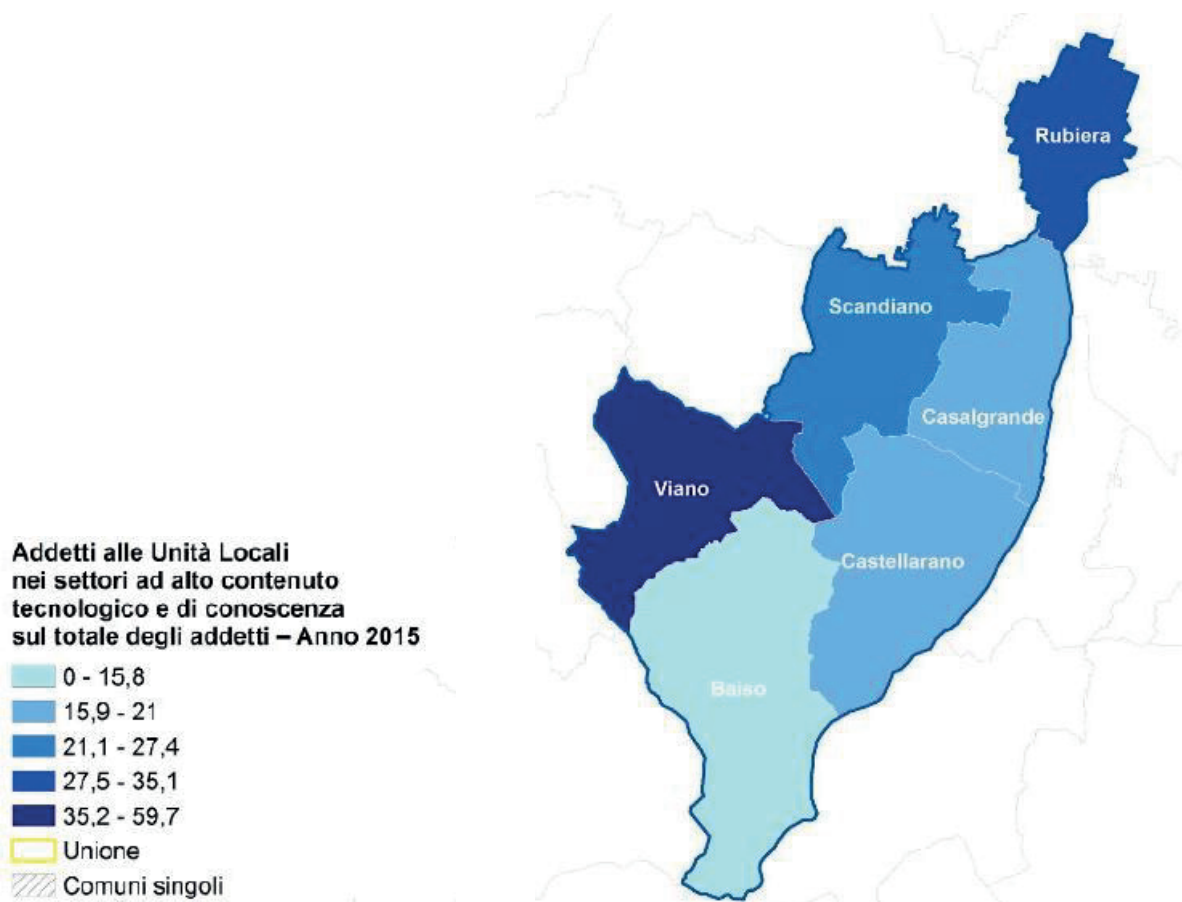 Rubiera
Scandiano
Casalgrande
Viano
Castellarano
Baiso
Addetti alle Unità Locali
nei settori ad alto contenuto
tecnologico e di conoscenza
sul totale degli addetti – Anno 2015
0 - 15,8
15,9 - 21
21,1 - 27,4
27,5 - 35,1
35,2 - 59,7
Unione
Comuni singoli